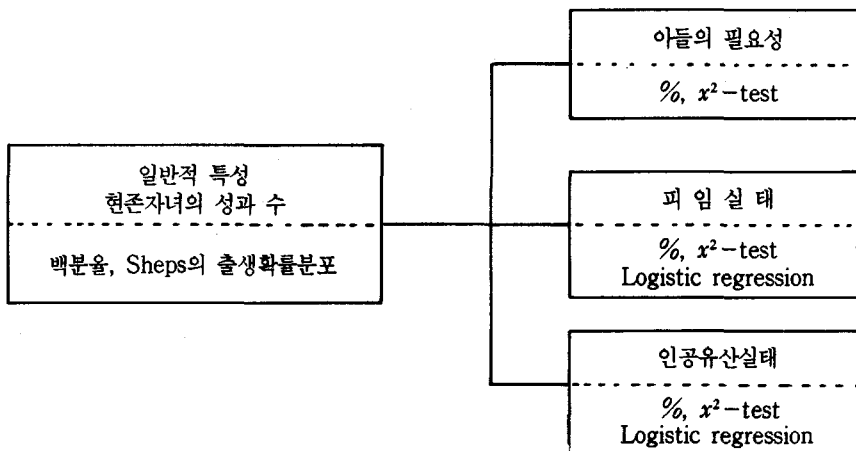 일반적 특성
현존자녀의 성과 수
백분율, Sheps의 출생확률분포
아들의 필요성
%, x²-test
피 임 실 태
%, x²-test
Logistic regression
인공유산실태
%, x²-test
Logistic regression